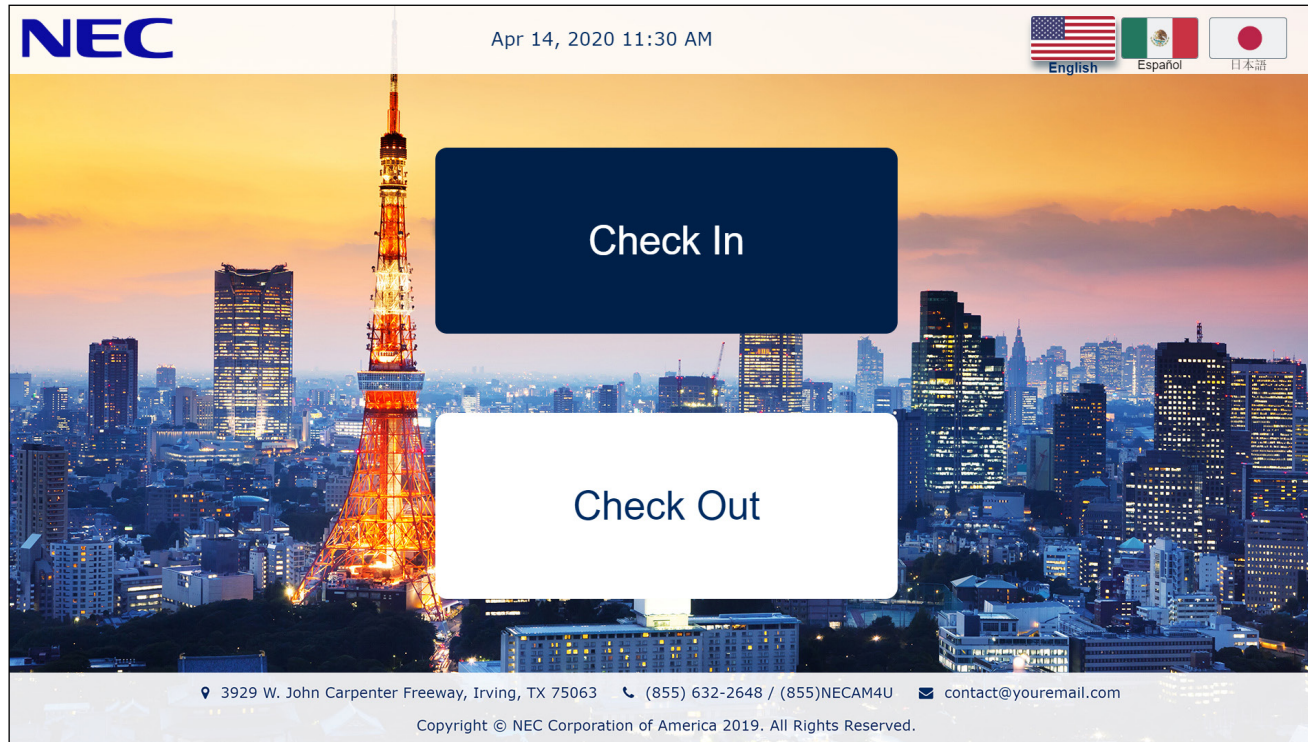 NEC
Apr 14, 2020 11:30 AM
English
Español
日本語
Check In
Check Out
3929 W. John Carpenter Freeway, Irving, TX 75063 (855) 632-2648 / (855)NECAM4U contact@youremail.com
Copyright © NEC Corporation of America 2019. All Rights Reserved.